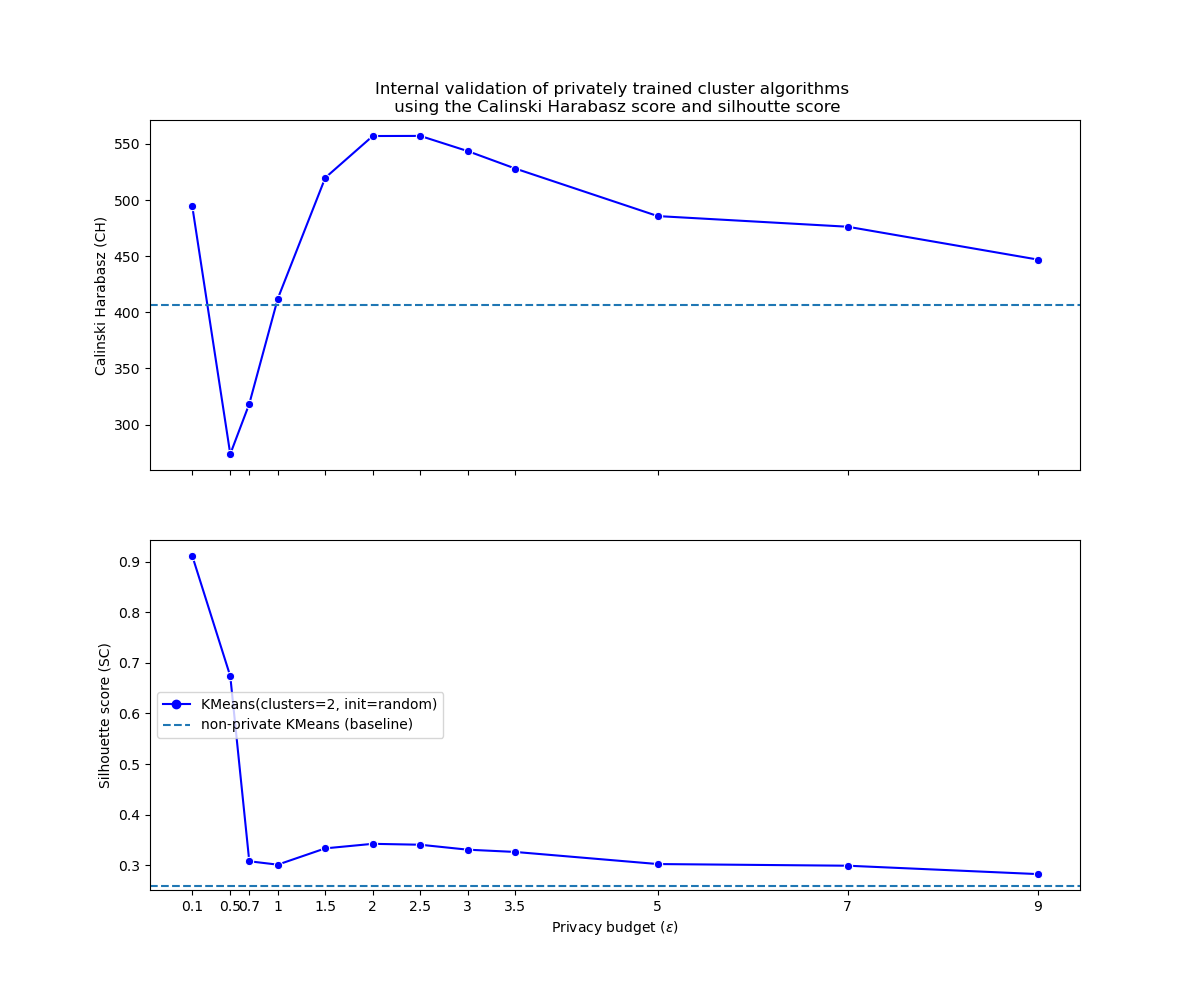 Internal validation of privately trained cluster algorithms
using the Calinski Harabasz score and silhoutte score
550
500
450
400
350
300
Calinski Harabasz (CH)
0.9
0.8
0.7
0.6
0.5
0.4
0.3
Silhouette score (SC)
KMeans(clusters=2, init=random)
non-private KMeans (baseline)
0.1 0.5 0.7 1 1.5 2 2.5 3 3.5 5 7 9
Privacy budget (ε)